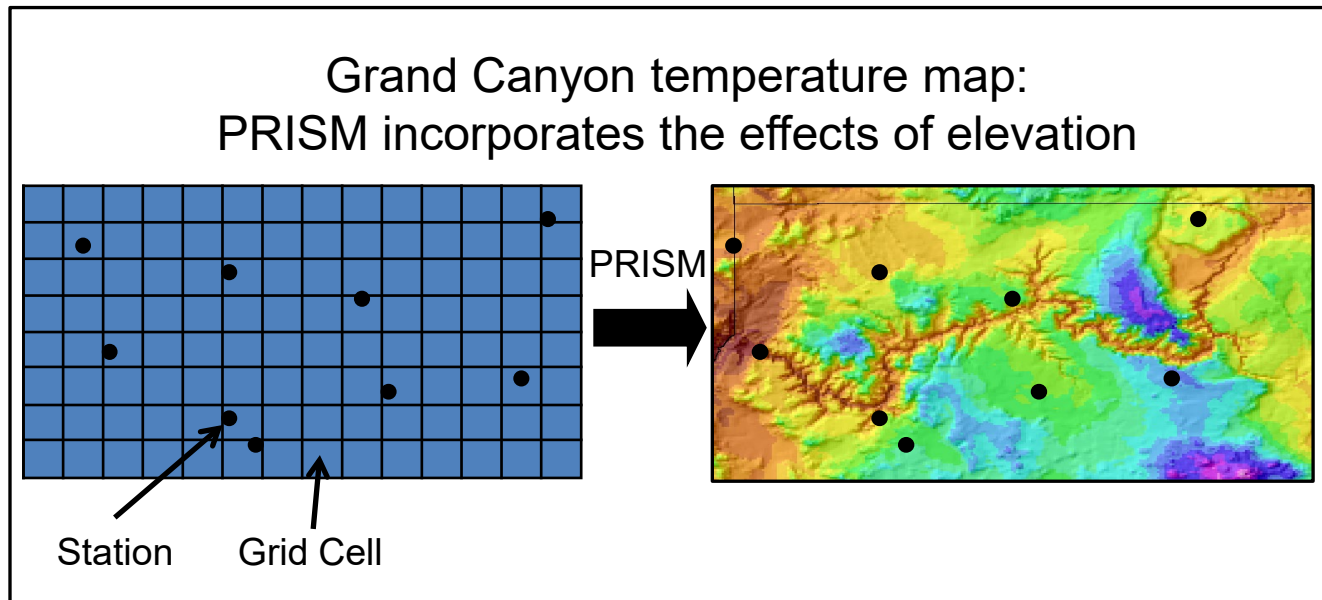 Grand Canyon temperature map:
PRISM incorporates the effects of elevation
PRISM
Station
Grid Cell